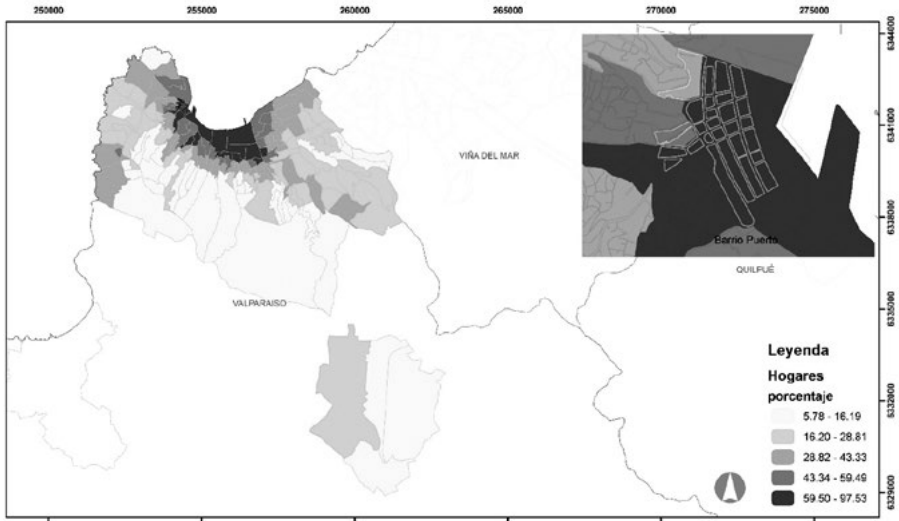 250000 255000 260000 265000 270000 275000
6344000
6341000
VIÑA DEL MAR
6338000
Barrio Puerto
QUILPUÉ
VALPARAISO
6335000
Leyenda
Hogares
porcentaje
6332000
5.78 - 16.19
16.20 - 28.81
28.82 - 43.33
43.34 - 59.49
59.50 - 97.53
6329000